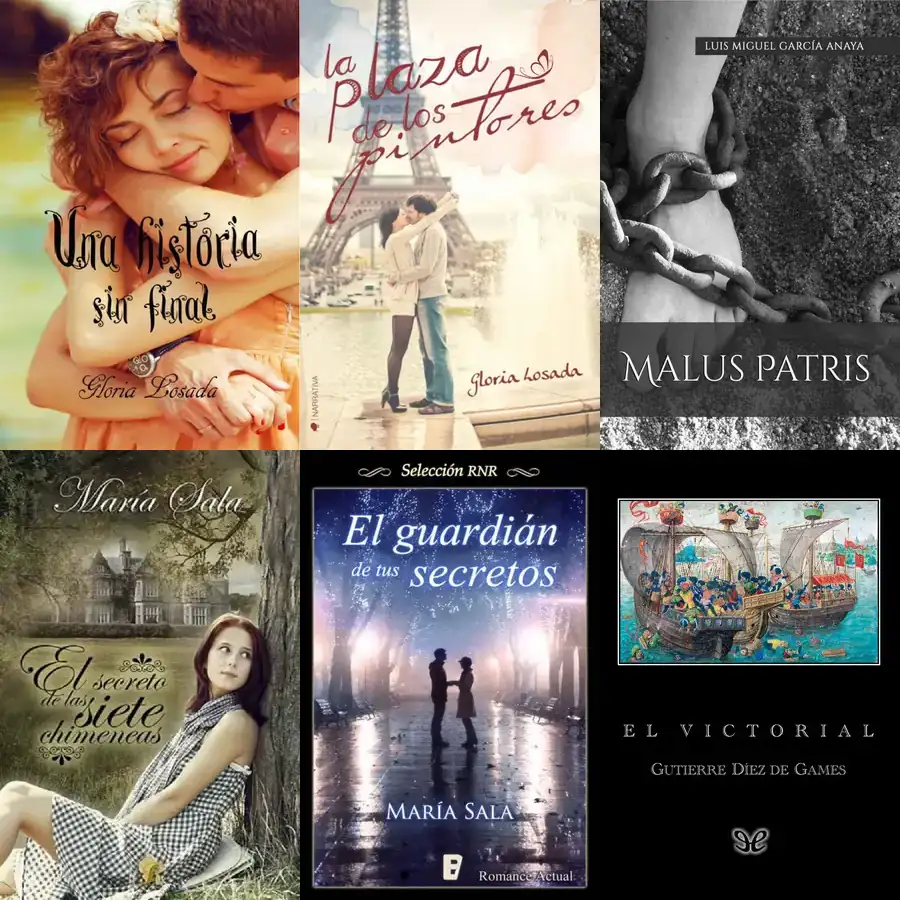 Una historia
sin final
Gloria Losada
la
plaza
de los
pintores
Gloria Losada
NARRATIVA
LUIS MIGUEL GARCÍA ANAYA
MALUS PATRIS
María Sala
El secreto
de las siete
chimeneas
Selección RNR
El guardián
de tus secretos
MARÍA SALA
B
Romance Actual
EL VICTORIAL
GUTIERRE DÍEZ DE GAMES